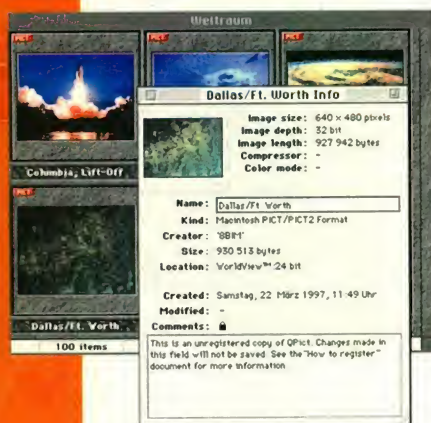 Weltraum
PICT
PICT
PICT
Columbia, Lift-Off
PICT
Dallas/Ft. Worth
100 items
Dallas/Ft. Worth Info
Image size: 640 x 480 pixels
Image depth: 32 bit
Image length: 927 942 bytes
Compressor: -
Color mode: -
Name: Dallas/Ft. Worth
Kind: Macintosh PICT/PICT2 Format
Creator: '8BIM'
Size: 930 513 bytes
Location: WorldView™ 24 bit
Created: Samstag, 22. März 1997, 11:49 Uhr
Modified: -
Comments:
This is an unregistered copy of QPict. Changes made in
this field will not be saved. See the "How to register"
document for more information.